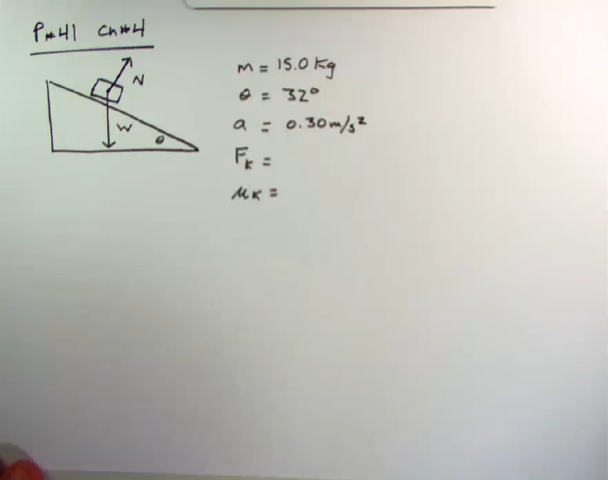 P#41 Ch#4
N
W
θ
m = 15.0 Kg
θ = 32°
a = 0.30 m/s²
Fₖ =
μₖ =